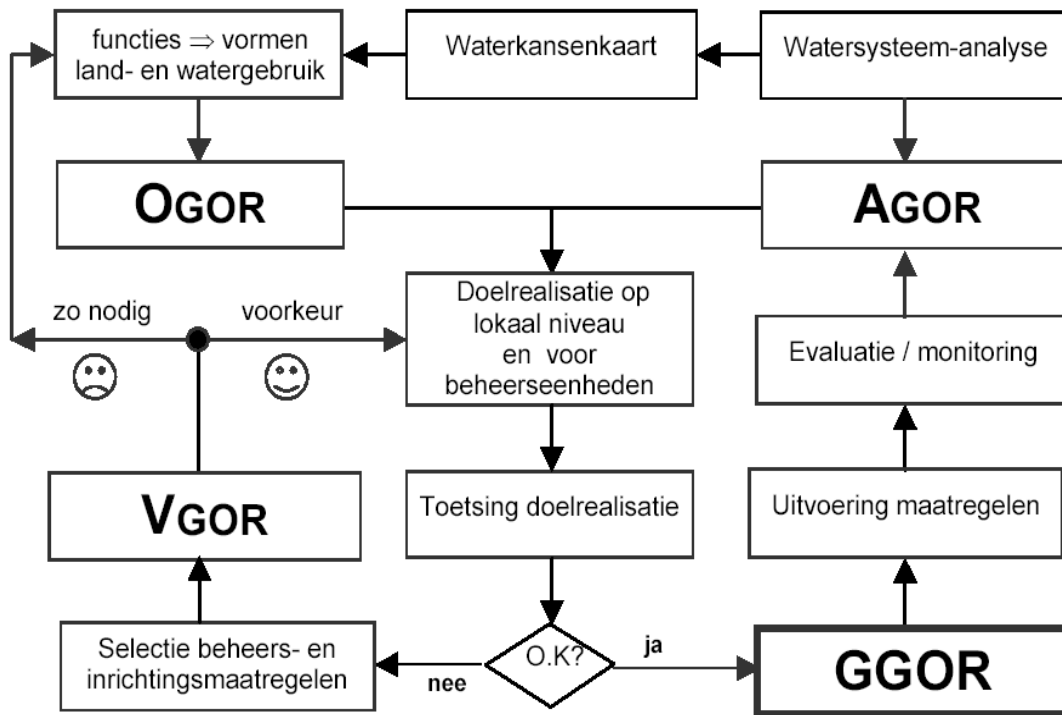 functies ⇒ vormen
land- en watergebruik
Waterkansenkaart
Watersysteem-analyse
OGOR
AGOR
zo nodig
voorkeur
Doelrealisatie op
lokaal niveau
en voor
beheerseenheden
Evaluatie / monitoring
VGOR
Toetsing doelrealisatie
Uitvoering maatregelen
Selectie beheers- en
inrichtingsmaatregelen
nee
O.K?
ja
GGOR